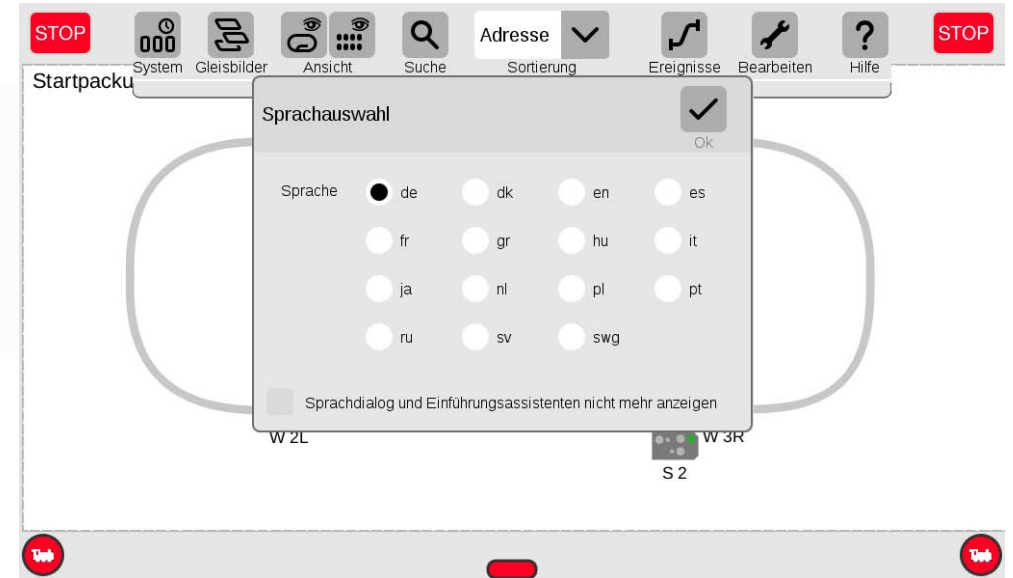 STOP
Adresse
STOP
System Gleisbilder Ansicht Suche Sortierung Ereignisse Bearbeiten Hilfe
Startpacku
Sprachauswahl
Ok
Sprache de dk en es
fr gr hu it
ja nl pl pt
ru sv swg
Sprachdialog und Einführungsassistenten nicht mehr anzeigen
W 2L W 3R
S 2